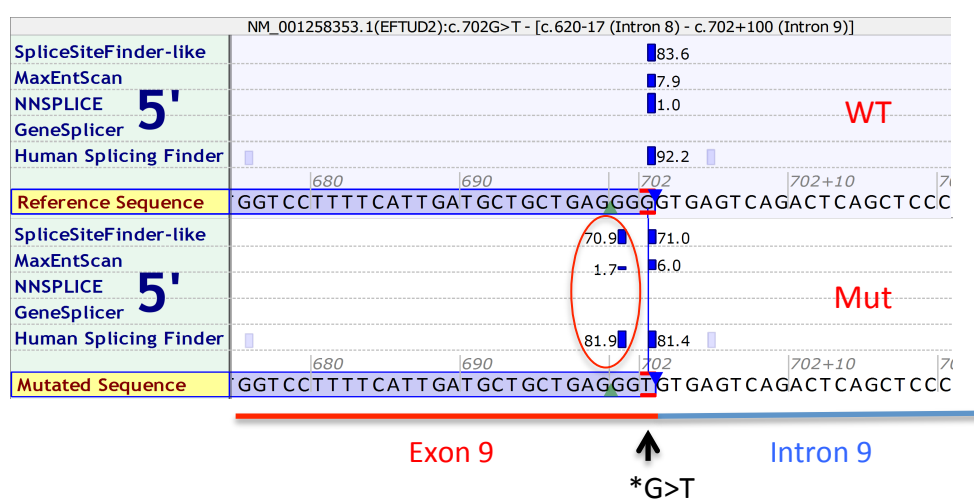 NM_001258353.1(EFTUD2):c.702G>T - [c.620-17 (Intron 8) - c.702+100 (Intron 9)]
SpliceSiteFinder-like 83.6
MaxEntScan 7.9
NNSPLICE 1.0
5' WT
GeneSplicer
Human Splicing Finder 92.2
680 690 702 702+10
Reference Sequence GGTCCTTTTCATTGATGCTGCTGAGGGGGTGAGTCAGACTCAGCTCCC
SpliceSiteFinder-like 70.9 71.0
MaxEntScan 1.7 6.0
NNSPLICE
5' Mut
GeneSplicer
Human Splicing Finder 81.9 81.4
680 690 702 702+10
Mutated Sequence GGTCCTTTTCATTGATGCTGCTGAGGGTGTGAGTCAGACTCAGCTCCC
Exon 9 Intron 9
*G>T